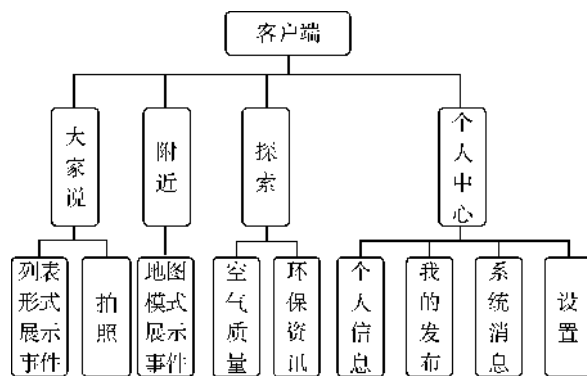 客户端
大家说
附近
探索
个人中心
列表
形式
展示
事件
拍照
地图
模式
展示
事件
空气质量
环保资讯
个人信息
我的发布
系统消息
设置